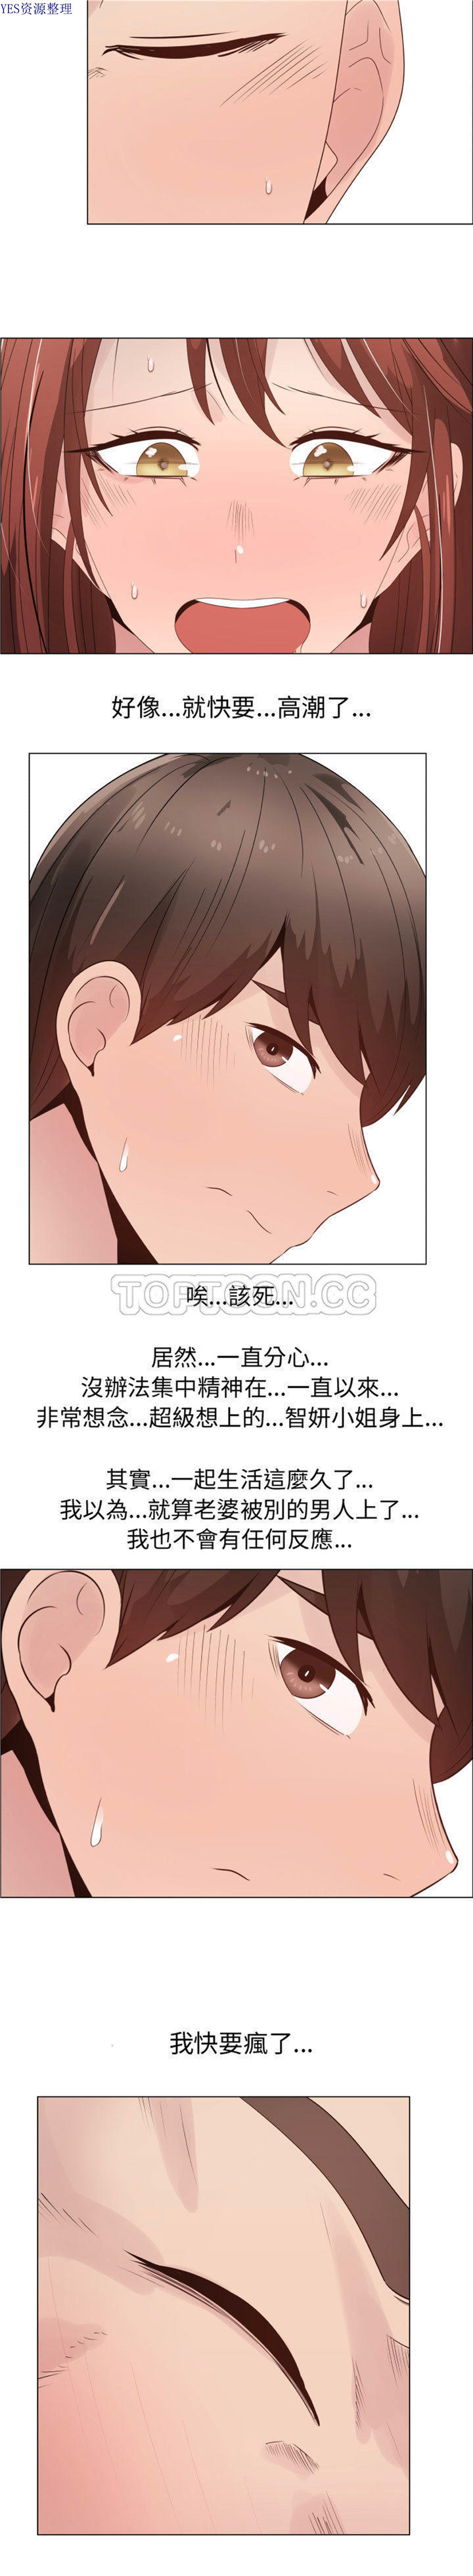 YES资源整理
好像...就快要...高潮了...
TOPTOON.CC
唉...該死...
居然...一直分心...
沒辦法集中精神在...一直以來...
非常想念...超級想上的...智妍小姐身上...
其實...一起生活這麼久了...
我以為...就算老婆被別的男人上了...
我也不會有任何反應...
我快要瘋了...